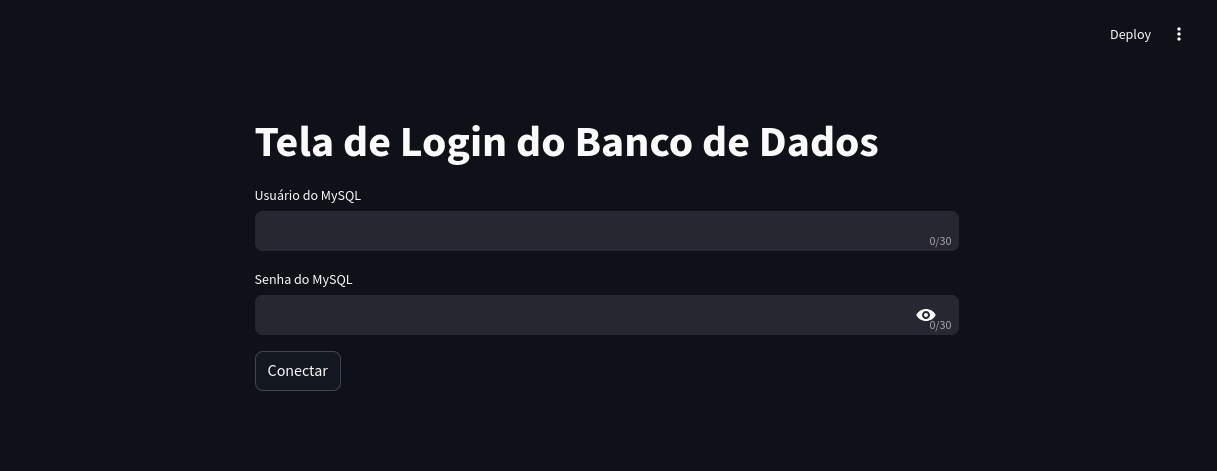 Deploy
Tela de Login do Banco de Dados
Usuário do MySQL
0/30
Senha do MySQL
0/30
Conectar